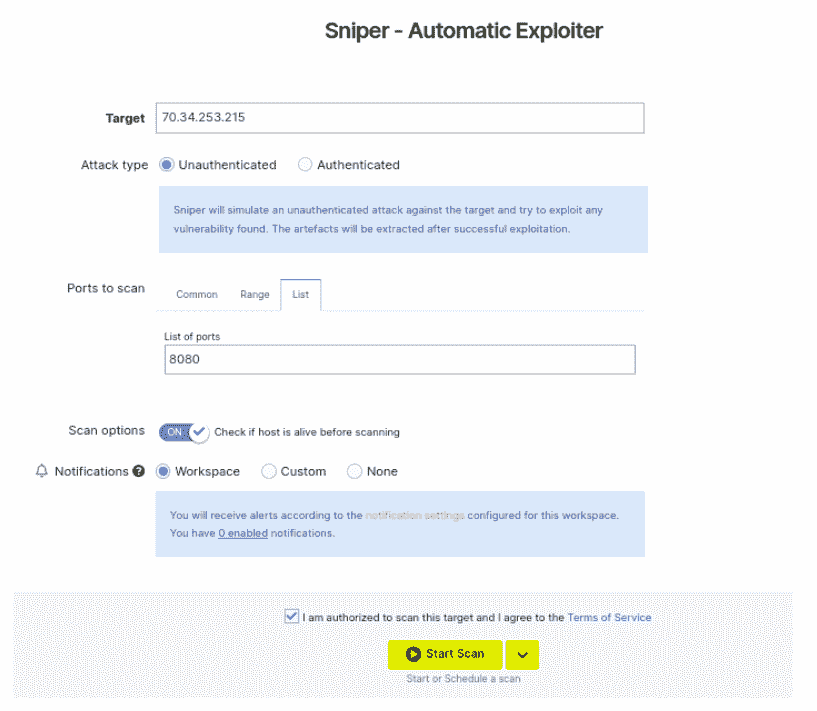 Sniper - Automatic Exploiter
Target 70.34.253.215
Attack type Unauthenticated Authenticated
Sniper will simulate an unauthenticated attack against the target and try to exploit any
vulnerability found. The artefacts will be extracted after successful exploitation.
Ports to scan Common Range List
List of ports
8080
Scan options ON Check if host is alive before scanning
Notifications ? Workspace Custom None
You will receive alerts according to the notification settings configured for this workspace.
You have 0 enabled notifications.
I am authorized to scan this target and I agree to the Terms of Service
Start Scan
Start or Schedule a scan